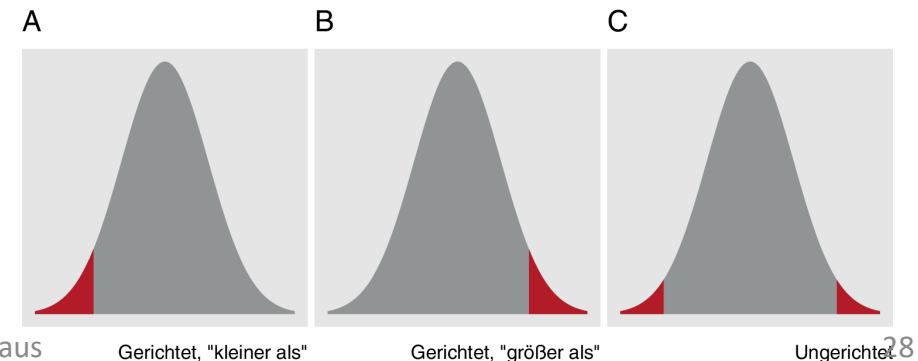 A
B
C
aus
Gerichtet, "kleiner als"
Gerichtet, "größer als"
Ungerichtet
28